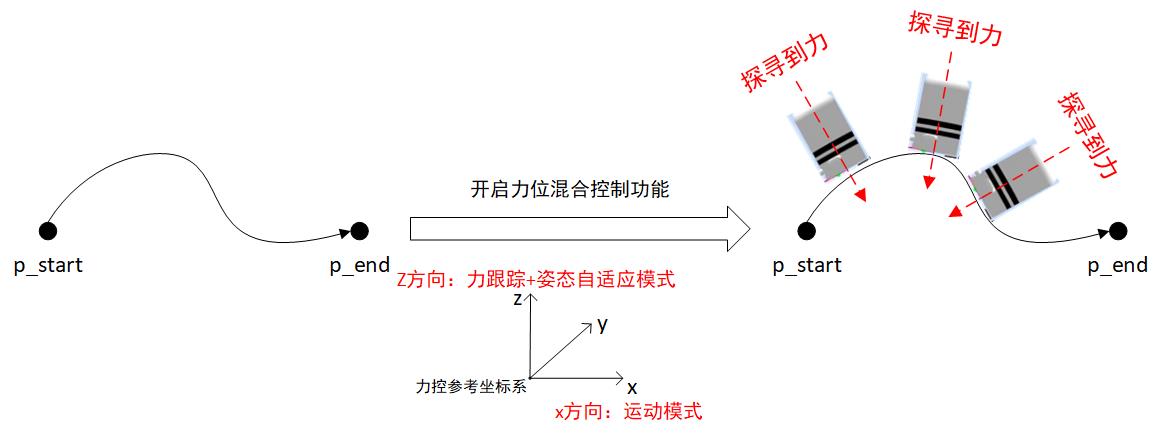 p_start
p_end
开启力位混合控制功能
Z方向：力跟踪+姿态自适应模式
z
y
力控参考坐标系
x
x方向：运动模式
探寻到力
探寻到力
探寻到力
p_start
p_end